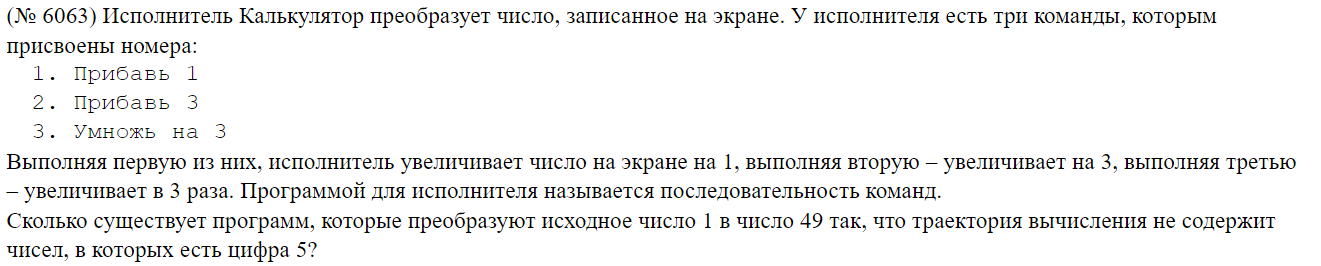 (№ 6063) Исполнитель Калькулятор преобразует число, записанное на экране. У исполнителя есть три команды, которым
присвоены номера:
1. Прибавь 1
2. Прибавь 3
3. Умножь на 3
Выполняя первую из них, исполнитель увеличивает число на экране на 1, выполняя вторую – увеличивает на 3, выполняя третью
– увеличивает в 3 раза. Программой для исполнителя называется последовательность команд.
Сколько существует программ, которые преобразуют исходное число 1 в число 49 так, что траектория вычисления не содержит
чисел, в которых есть цифра 5?